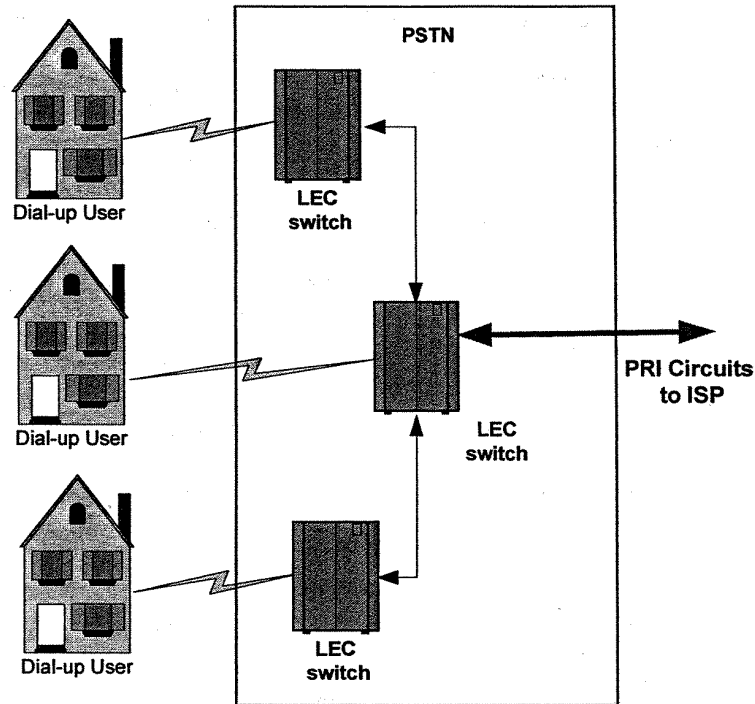 PSTN
LEC
switch
Dial-up User
PRI Circuits
to ISP
LEC
switch
Dial-up User
LEC
switch
Dial-up User